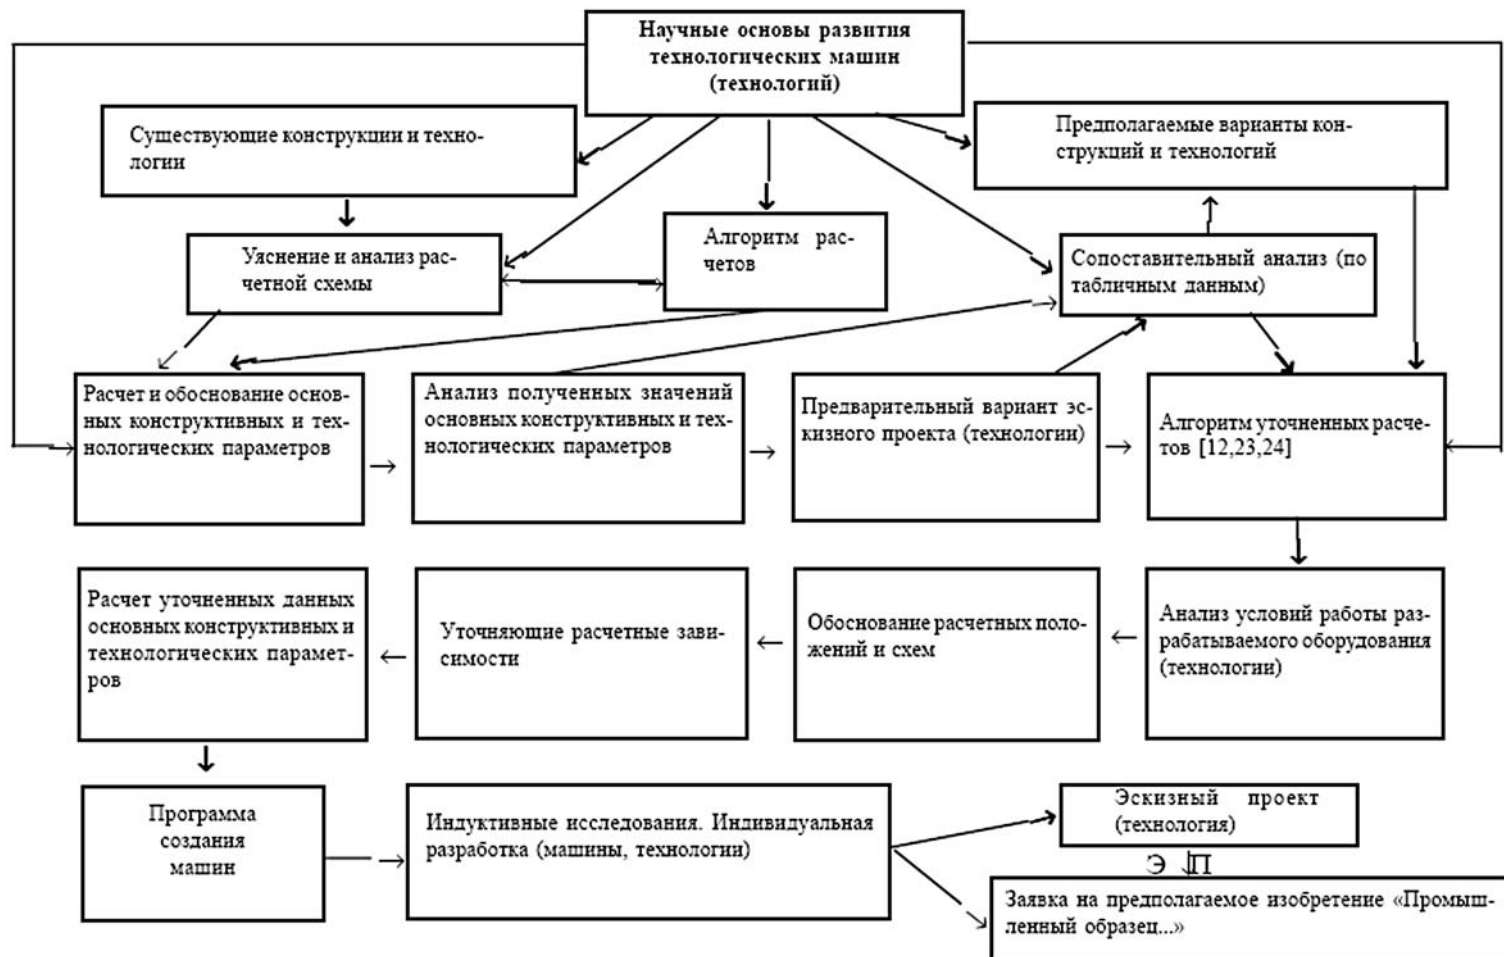 Научные основы развития
технологических машин
(технологий)
Существующие конструкции и техно-
логии
Предполагаемые варианты кон-
струкций и технологий
Уяснение и анализ рас-
четной схемы
Алгоритм рас-
четов
Сопоставительный анализ (по
табличным данным)
Расчет и обоснование основ-
ных конструктивных и тех-
нологических параметров
Анализ полученных значений
основных конструктивных и тех-
нологических параметров
Предварительный вариант эс-
кизного проекта (технологии)
Алгоритм уточненных расче-
тов [12,23,24]
Расчет уточненных данных
основных конструктивных и
технологических парамет-
ров
Уточняющие расчетные зави-
симости
Обоснование расчетных поло-
жений и схем
Анализ условий работы раз-
рабатываемого оборудования
(технологии)
Программа
создания
машин
Индуктивные исследования. Индивидуальная
разработка (машины, технологии)
Эскизный проект
(технология)
Э П
Заявка на предполагаемое изобретение «Промыш-
ленный образец...»